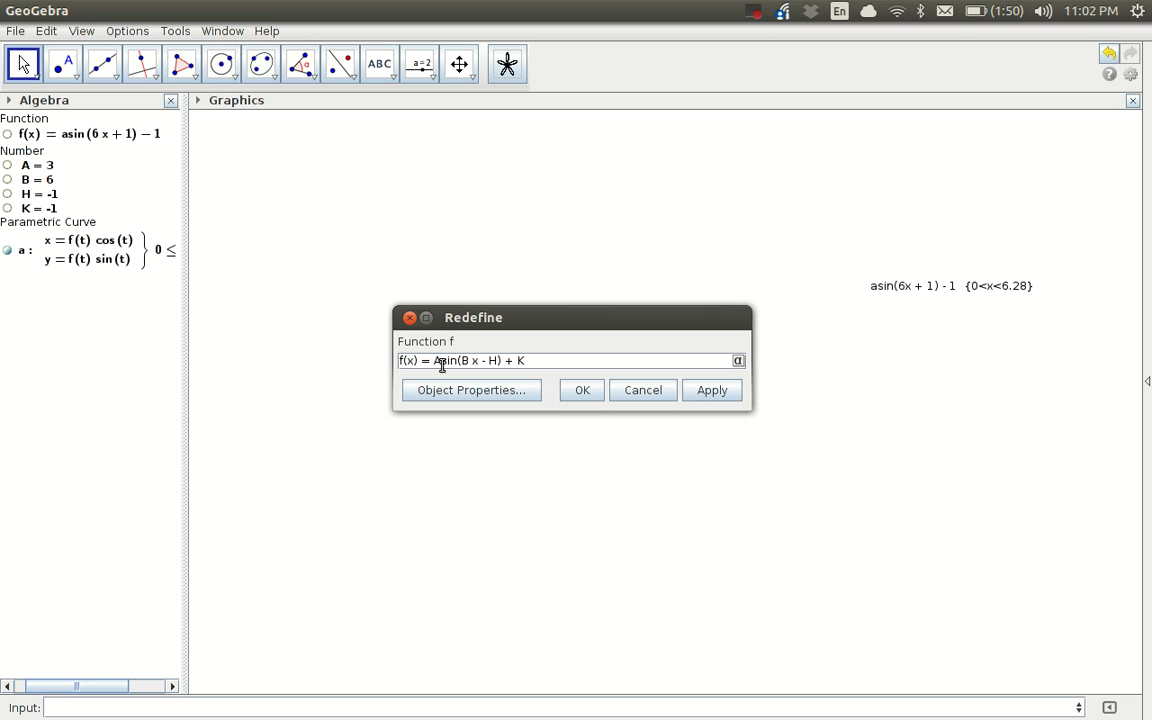 GeoGebra
En
(1:50)
11:02 PM
File Edit View Options Tools Window Help
A
α
ABC
a=2
Algebra
Graphics
Function
f(x) = asin(6 x + 1) − 1
Number
A = 3
B = 6
H = -1
K = -1
Parametric Curve
a : x = f(t) cos(t)
y = f(t) sin(t) } 0 ≤
asin(6x + 1) - 1 {0<x<6.28}
Redefine
Function f
f(x) = Asin(B x - H) + K
α
Object Properties... OK Cancel Apply
Input: